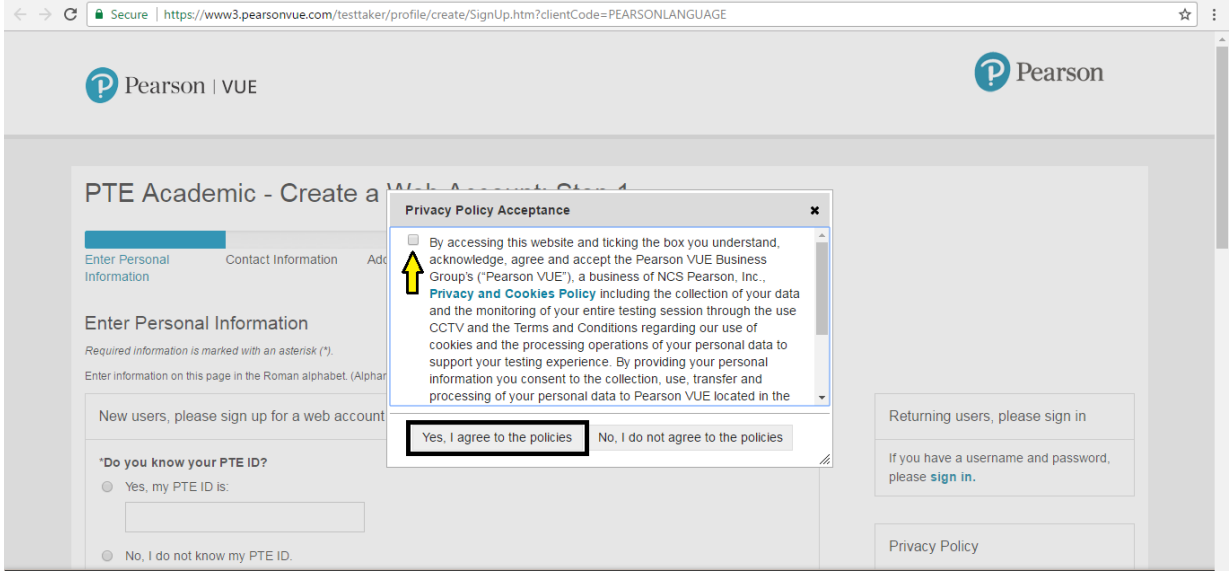 Secure | https://www3.pearsonvue.com/testtaker/profile/create/SignUp.htm?clientCode=PEARSONLANGUAGE
Pearson | VUE
Pearson
PTE Academic - Create a
Enter Personal
Information
Contact Information
Enter Personal Information
Required information is marked with an asterisk (*).
Enter information on this page in the Roman alphabet.
New users, please sign up for a web account
*Do you know your PTE ID?
Yes, my PTE ID is:
No, I do not know my PTE ID.
Privacy Policy Acceptance
By accessing this website and ticking the box you understand,
acknowledge, agree and accept the Pearson VUE Business
Group's ("Pearson VUE"), a business of NCS Pearson, Inc.,
Privacy and Cookies Policy including the collection of your data
and the monitoring of your entire testing session through the use
CCTV and the Terms and Conditions regarding our use of
cookies and the processing operations of your personal data to
support your testing experience. By providing your personal
information you consent to the collection, use, transfer and
processing of your personal data to Pearson VUE located in the
Yes, I agree to the policies
No, I do not agree to the policies
Returning users, please sign in
If you have a username and password,
please sign in.
Privacy Policy